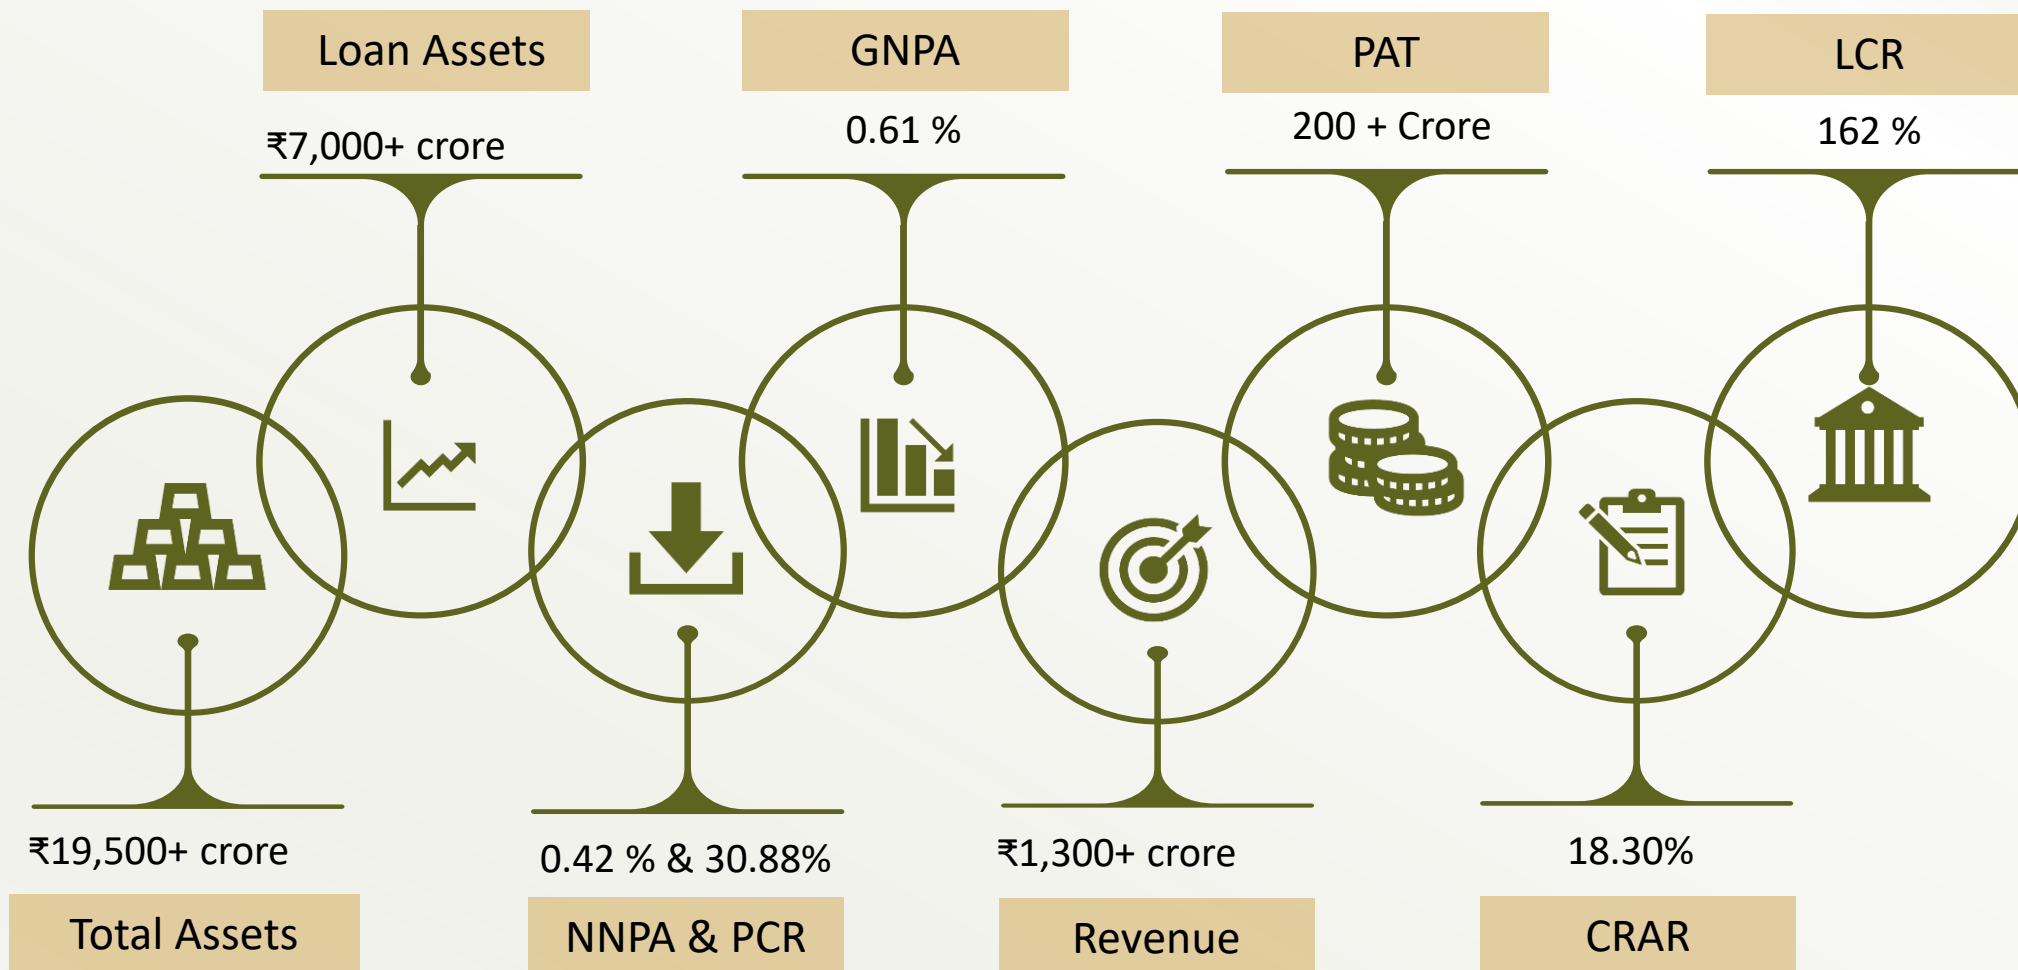 Loan Assets
₹7,000+ crore
GNPA
0.61 %
PAT
200 + Crore
LCR
162 %
₹19,500+ crore
Total Assets
0.42 % & 30.88%
NNPA & PCR
₹1,300+ crore
Revenue
18.30%
CRAR